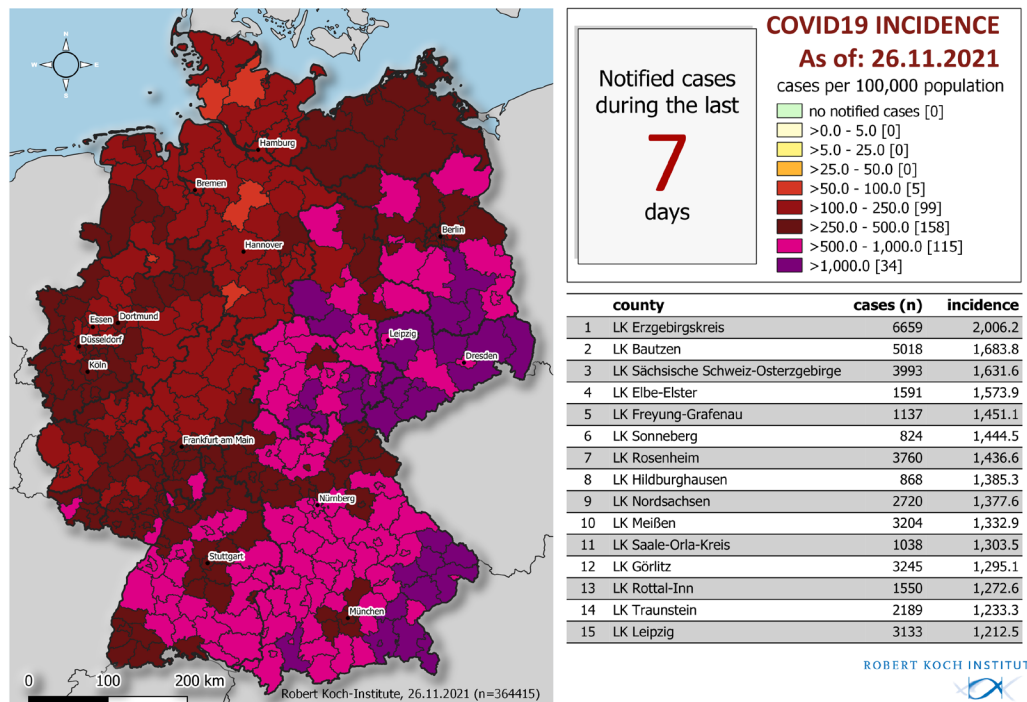 N
W
E
S
Hamburg
Bremen
Berlin
Hannover
Essen
Dortmund
Düsseldorf
Leipzig
Dresden
Köln
Frankfurt am Main
Nürnberg
Stuttgart
München
0 100 200 km
Robert Koch-Institute, 26.11.2021 (n=364415)
Notified cases
during the last
7
days
COVID19 INCIDENCE
As of: 26.11.2021
cases per 100,000 population
no notified cases [0]
>0.0 - 5.0 [0]
>5.0 - 25.0 [0]
>25.0 - 50.0 [0]
>50.0 - 100.0 [5]
>100.0 - 250.0 [99]
>250.0 - 500.0 [158]
>500.0 - 1,000.0 [115]
>1,000.0 [34]
county cases (n) incidence
1 LK Erzgebirgskreis 6659 2,006.2
2 LK Bautzen 5018 1,683.8
3 LK Sächsische Schweiz-Osterzgebirge 3993 1,631.6
4 LK Elbe-Elster 1591 1,573.9
5 LK Freyung-Grafenau 1137 1,451.1
6 LK Sonneberg 824 1,444.5
7 LK Rosenheim 3760 1,436.6
8 LK Hildburghausen 868 1,385.3
9 LK Nordsachsen 2720 1,377.6
10 LK Meißen 3204 1,332.9
11 LK Saale-Orla-Kreis 1038 1,303.5
12 LK Görlitz 3245 1,295.1
13 LK Rottal-Inn 1550 1,272.6
14 LK Traunstein 2189 1,233.3
15 LK Leipzig 3133 1,212.5
ROBERT KOCH INSTITUT